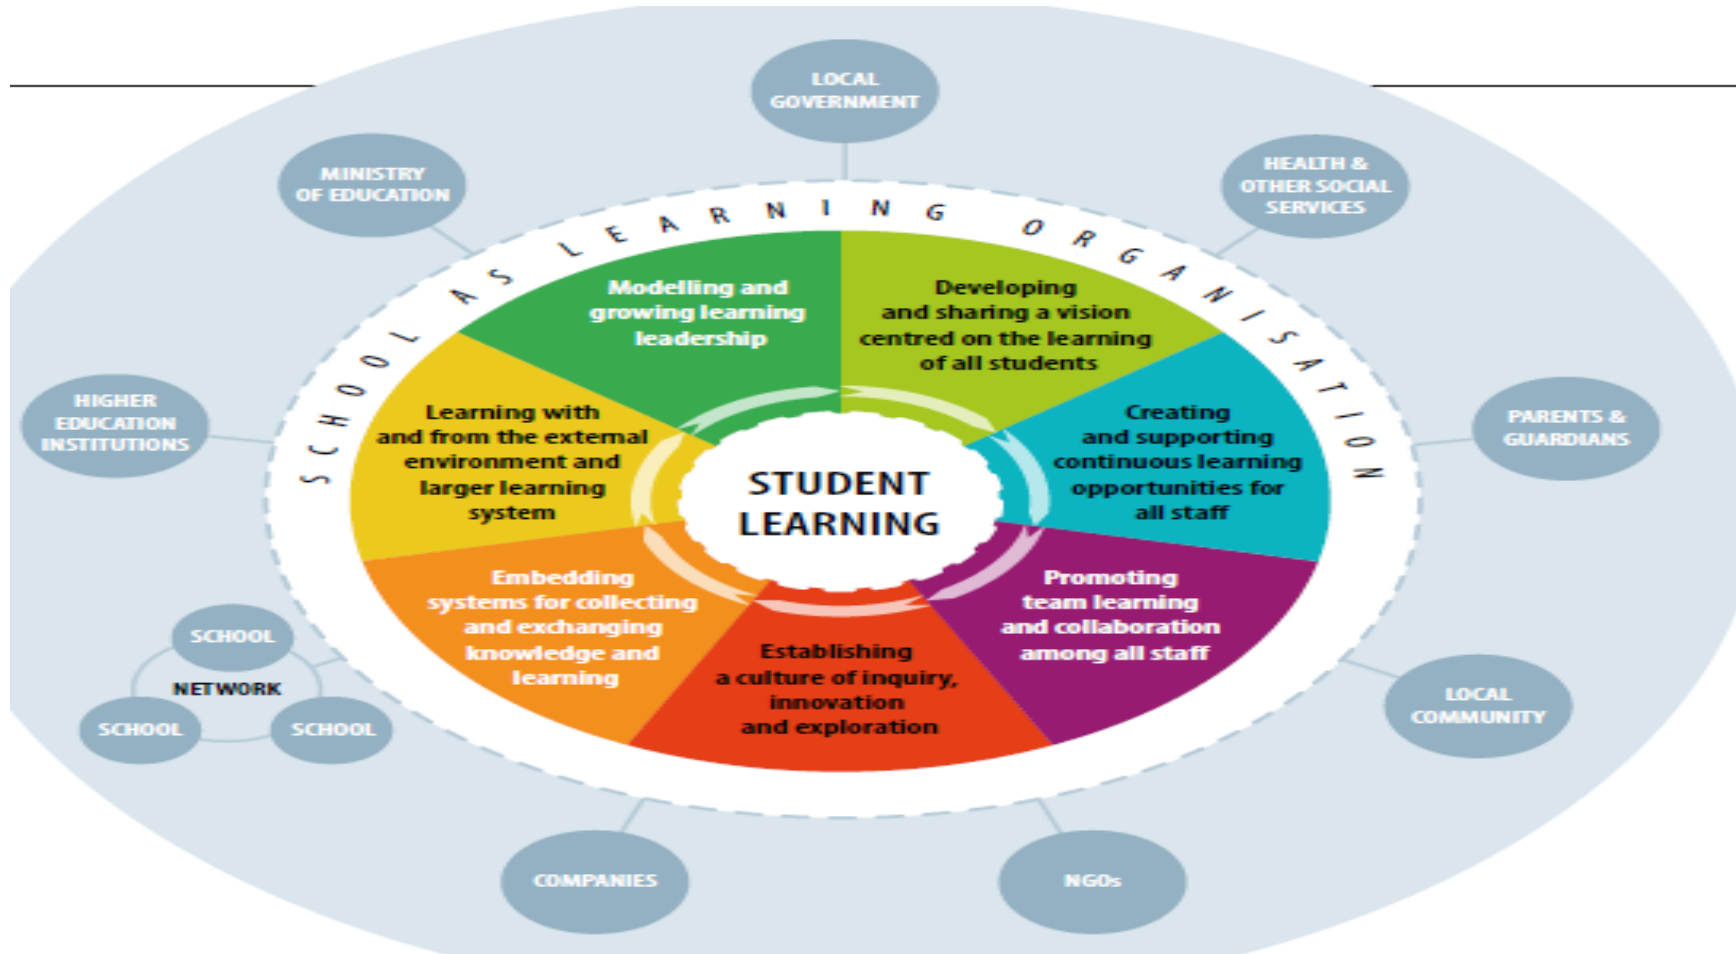 LOCAL
GOVERNMENT
MINISTRY
OF EDUCATION
HEALTH &
OTHER SOCIAL
SERVICES
SCHOOL AS LEARNING ORGANISATION
Modelling and
growing learning
leadership
Developing
and sharing a vision
centred on the learning
of all students
HIGHER
EDUCATION
INSTITUTIONS
Learning with
and from the external
environment and
larger learning
system
Creating
and supporting
continuous learning
opportunities for
all staff
PARENTS &
GUARDIANS
STUDENT
LEARNING
Embedding
systems for collecting
and exchanging
knowledge and
learning
Establishing
a culture of inquiry,
innovation
and exploration
Promoting
team learning
and collaboration
among all staff
SCHOOL
NETWORK
SCHOOL
SCHOOL
LOCAL
COMMUNITY
COMPANIES
NGOs